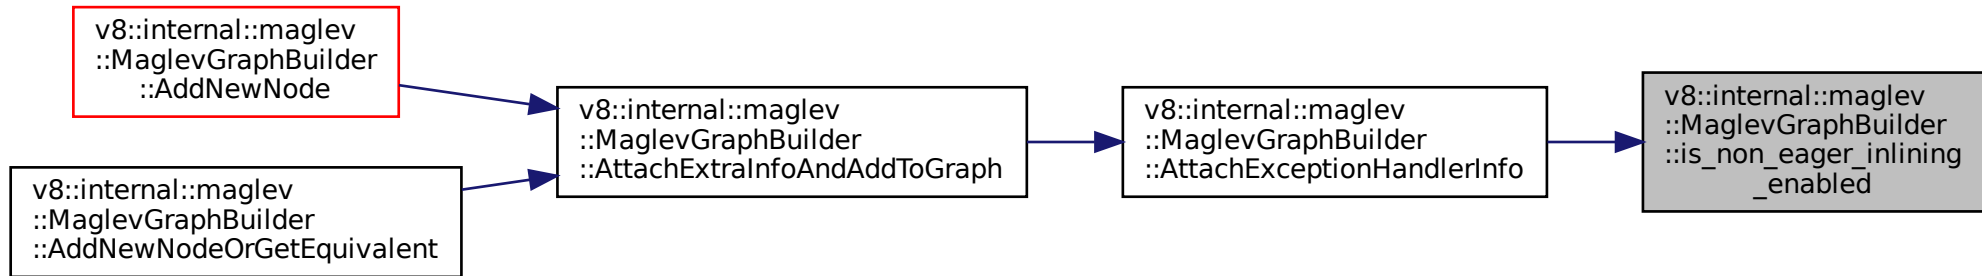 v8::internal::maglev
::MaglevGraphBuilder
::AddNewNode
v8::internal::maglev
::MaglevGraphBuilder
::AddNewNodeOrGetEquivalent
v8::internal::maglev
::MaglevGraphBuilder
::AttachExtraInfoAndAddToGraph
v8::internal::maglev
::MaglevGraphBuilder
::AttachExceptionHandlerInfo
v8::internal::maglev
::MaglevGraphBuilder
::is_non_eager_inlining
_enabled